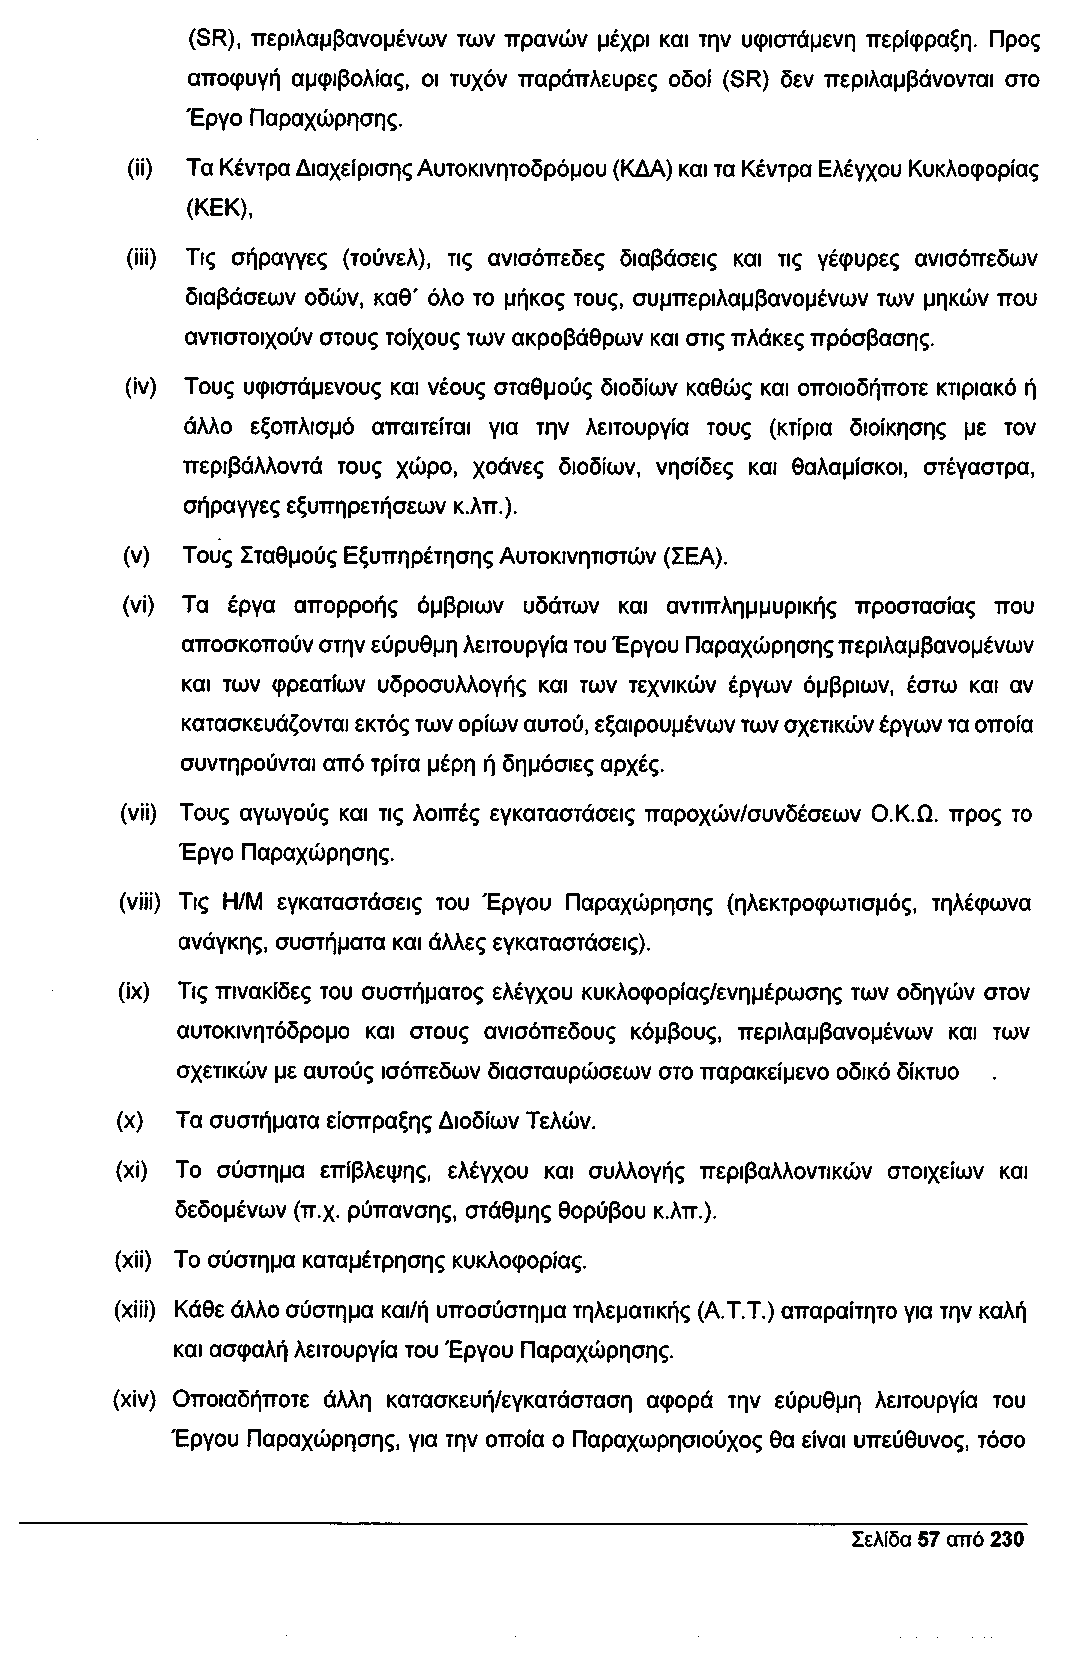 (SR), περιλαμβανομένων των πρανών μέχρι και την υφιστάμενη περίφραξη. Προς
αποφυγή αμφιβολίας, οι τυχόν παράπλευρες οδοί (SR) δεν περιλαμβάνονται στο
Έργο Παραχώρησης.
(ii) Τα Κέντρα Διαχείρισης Αυτοκινητοδρόμου (ΚΔΑ) και τα Κέντρα Ελέγχου Κυκλοφορίας
(ΚΕΚ),
(iii) Τις σήραγγες (τούνελ), τις ανισόπεδες διαβάσεις και τις γέφυρες ανισόπεδων
διαβάσεων οδών, καθ' όλο το μήκος τους, συμπεριλαμβανομένων των μηκών που
αντιστοιχούν στους τοίχους των ακροβάθρων και στις πλάκες πρόσβασης.
(iv) Τους υφιστάμενους και νέους σταθμούς διοδίων καθώς και οποιοδήποτε κτιριακό ή
άλλο εξοπλισμό απαιτείται για την λειτουργία τους (κτίρια διοίκησης με τον
περιβάλλοντά τους χώρο, χοάνες διοδίων, νησίδες και θαλαμίσκοι, στέγαστρα,
σήραγγες εξυπηρετήσεων κ.λπ.).
(v) Τους Σταθμούς Εξυπηρέτησης Αυτοκινητιστών (ΣΕΑ).
(vi) Τα έργα απορροής όμβριων υδάτων και αντιπλημμυρικής προστασίας που
αποσκοπούν στην εύρυθμη λειτουργία του Έργου Παραχώρησης περιλαμβανομένων
και των φρεατίων υδροσυλλογής και των τεχνικών έργων όμβριων, έστω και αν
κατασκευάζονται εκτός των ορίων αυτού, εξαιρουμένων των σχετικών έργων τα οποία
συντηρούνται από τρίτα μέρη ή δημόσιες αρχές.
(vii) Τους αγωγούς και τις λοιπές εγκαταστάσεις παροχών/συνδέσεων Ο.Κ.Ω. προς το
Έργο Παραχώρησης.
(viii) Τις Η/Μ εγκαταστάσεις του Έργου Παραχώρησης (ηλεκτροφωτισμός, τηλέφωνα
ανάγκης, συστήματα και άλλες εγκαταστάσεις).
(ix) Τις πινακίδες του συστήματος ελέγχου κυκλοφορίας/ενημέρωσης των οδηγών στον
αυτοκινητόδρομο και στους ανισόπεδους κόμβους, περιλαμβανομένων και των
σχετικών με αυτούς ισόπεδων διασταυρώσεων στο παρακείμενο οδικό δίκτυο .
(x) Τα συστήματα είσπραξης Διοδίων Τελών.
(xi) Το σύστημα επίβλεψης, ελέγχου και συλλογής περιβαλλοντικών στοιχείων και
δεδομένων (π.χ. ρύπανσης, στάθμης θορύβου κ.λπ.).
(xii) Το σύστημα καταμέτρησης κυκλοφορίας.
(xiii) Κάθε άλλο σύστημα και/ή υποσύστημα τηλεματικής (Α.Τ.Τ.) απαραίτητο για την καλή
και ασφαλή λειτουργία του Έργου Παραχώρησης.
(xiv) Οποιαδήποτε άλλη κατασκευή/εγκατάσταση αφορά την εύρυθμη λειτουργία του
Έργου Παραχώρησης, για την οποία ο Παραχωρησιούχος θα είναι υπεύθυνος, τόσο
Σελίδα 57 από 230